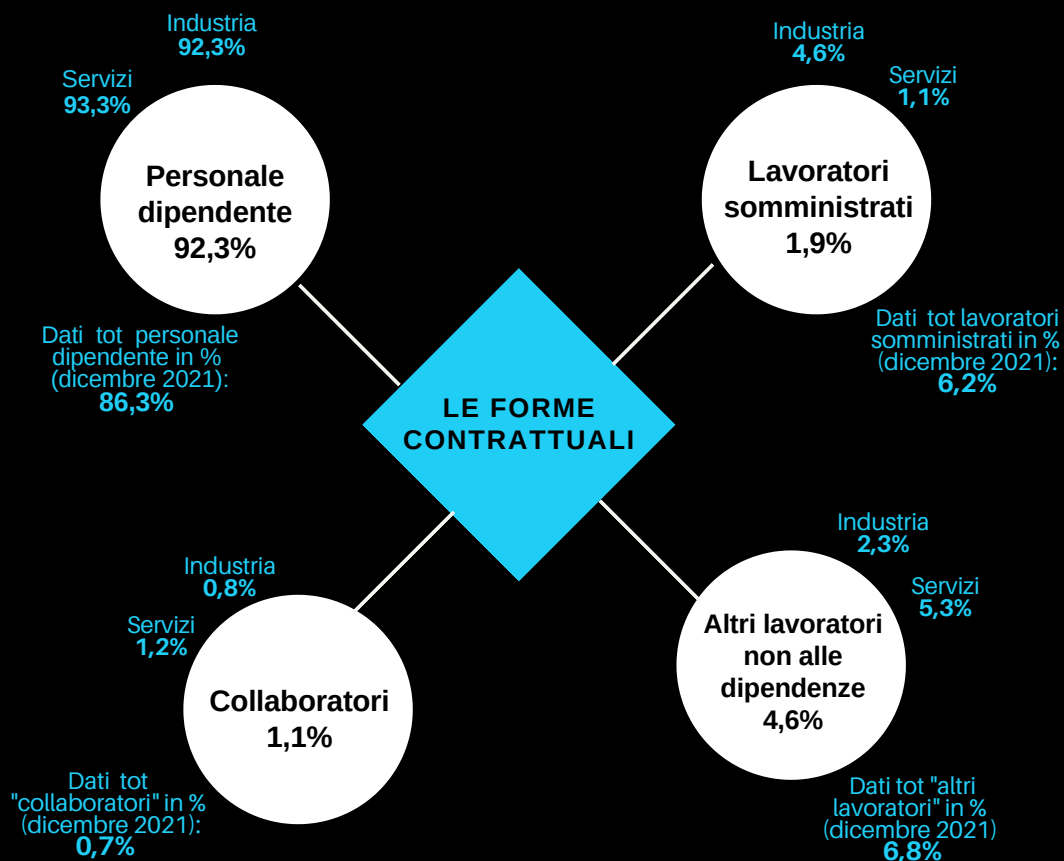 Industria
92,3%
Servizi
93,3%
Personale
dipendente
92,3%
Dati tot personale
dipendente in %
(dicembre 2021):
86,3%
Industria
4,6%
Servizi
1,1%
Lavoratori
somministrati
1,9%
Dati tot lavoratori
somministrati in %
(dicembre 2021):
6,2%
LE FORME
CONTRATTUALI
Industria
0,8%
Servizi
1,2%
Collaboratori
1,1%
Dati tot
"collaboratori" in %
(dicembre 2021):
0,7%
Industria
2,3%
Servizi
5,3%
Altri lavoratori
non alle
dipendenze
4,6%
Dati tot "altri
lavoratori" in %
(dicembre 2021)
6,8%